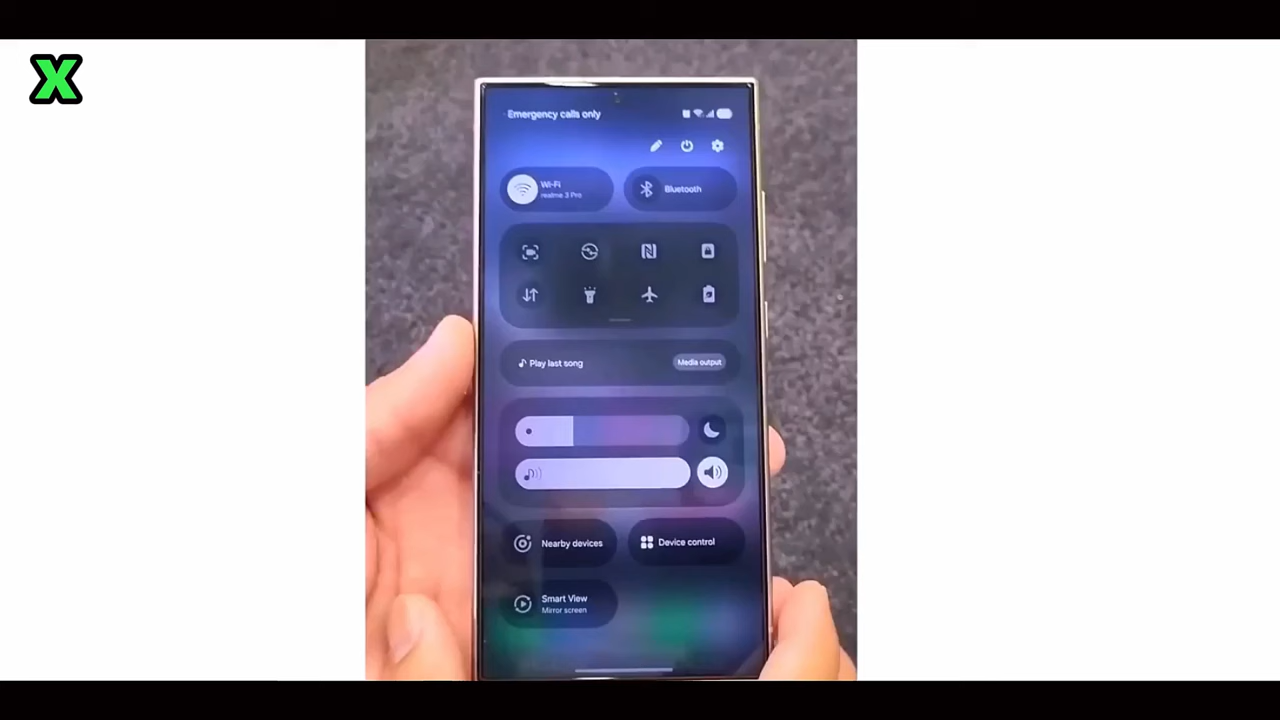 X
Emergency calls only
Wi-Fi
realme 3 Pro
Bluetooth
Play last song
Media output
Nearby devices
Device control
Smart View
Mirror screen